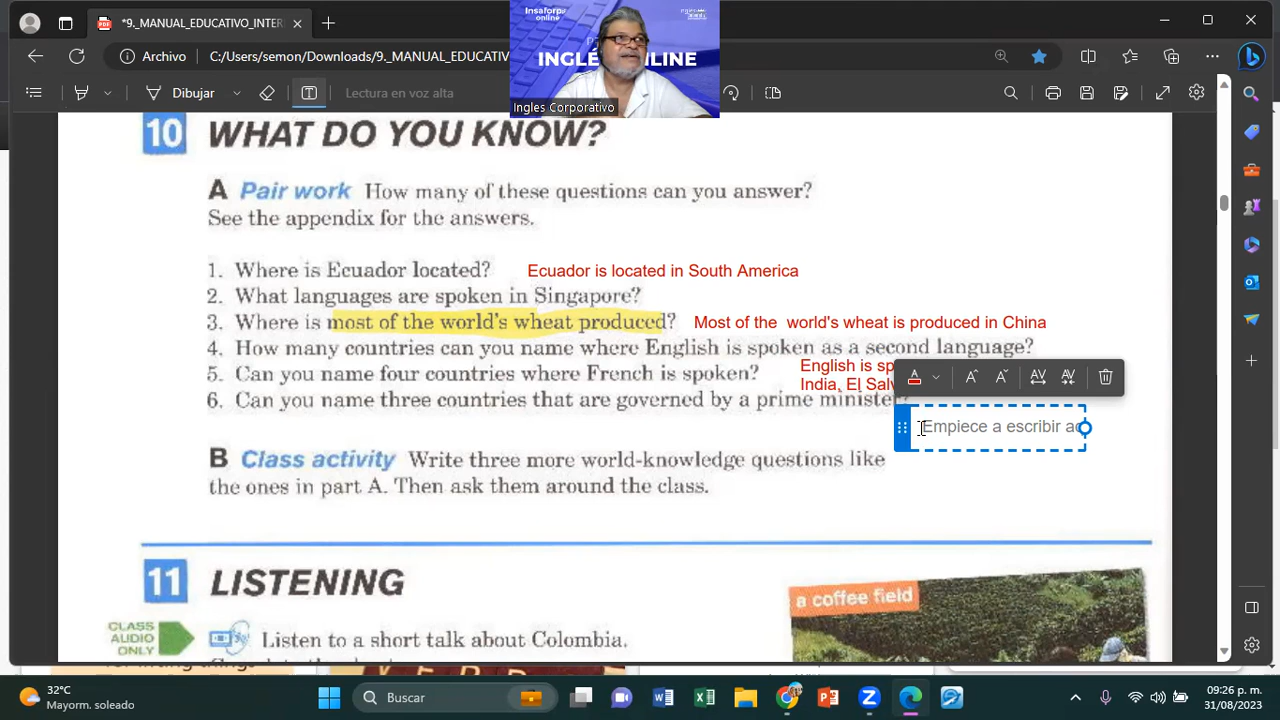 *9._MANUAL_EDUCATIVO_INTER
Archivo
C:/Users/semon/Downloads/9._MANUAL_EDUCATIV
Insaforp
online
INGLÉ LINE
Ingles Corporativo
Dibujar
Lectura en voz alta
10 WHAT DO YOU KNOW?
A Pair work How many of these questions can you answer?
See the appendix for the answers.
1. Where is Ecuador located? Ecuador is located in South America
2. What languages are spoken in Singapore?
3. Where is most of the world's wheat produced? Most of the world's wheat is produced in China
4. How many countries can you name where English is spoken as a second language?
English is sp
5. Can you name four countries where French is spoken?
India, El Salv
6. Can you name three countries that are governed by a prime minister?
Empiece a escribir ac
B Class activity Write three more world-knowledge questions like
the ones in part A. Then ask them around the class.
11 LISTENING
a coffee field
CLASS
AUDIO
ONLY
Listen to a short talk about Colombia.
32°C
Mayorm. soleado
Buscar
09:26 p. m.
31/08/2023